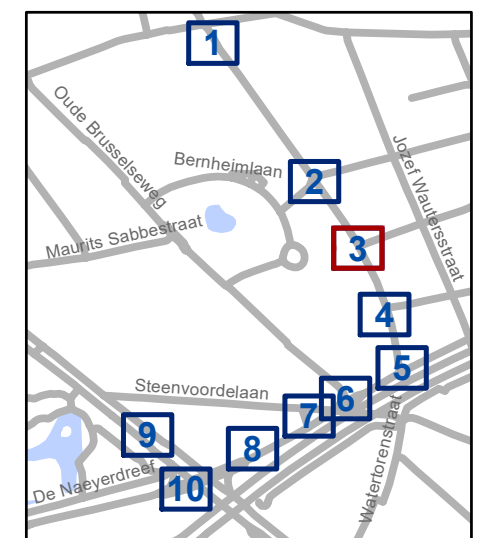 1
Oude Brusselseweg
Bernheimlaan
2
Jozef Wautersstraat
Maurits Sabbestraat
3
4
5
Steenvoordelaan
6
7
9
8
Watertorenstraat
De Naeyerdreef
10